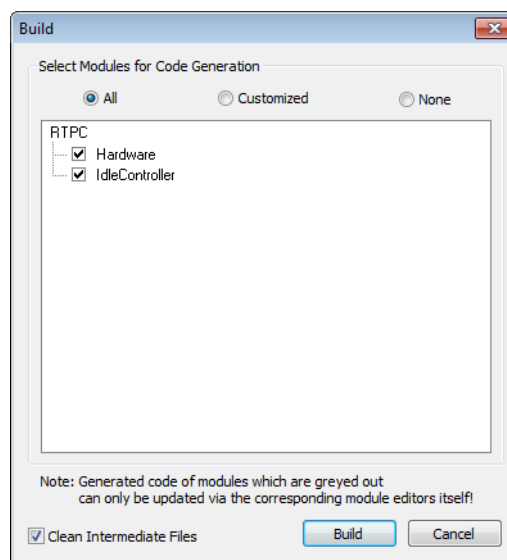 Build
Select Modules for Code Generation
All Customized None
RTPC
Hardware
IdleController
Note: Generated code of modules which are greyed out
can only be updated via the corresponding module editors itself!
Clean Intermediate Files Build Cancel